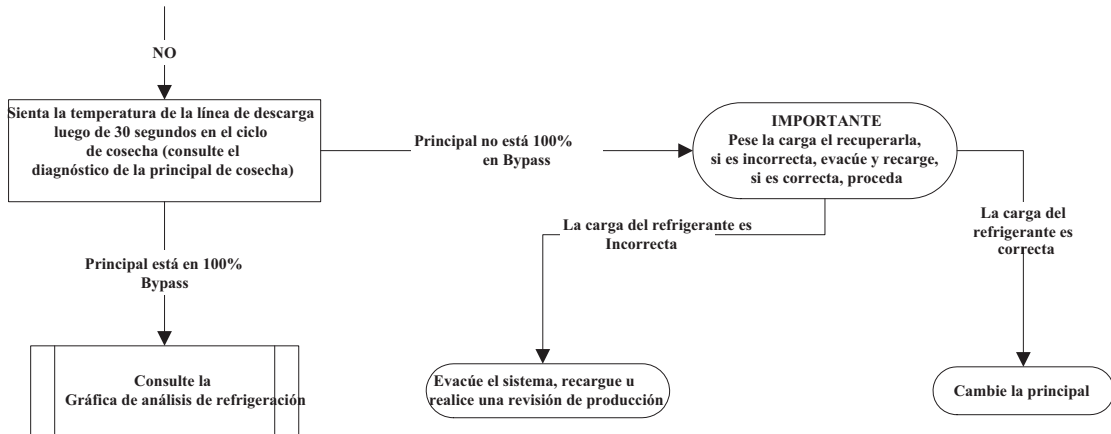 NO
Sienta la temperatura de la línea de descarga
luego de 30 segundos en el ciclo
de cosecha (consulte el
diagnóstico de la principal de cosecha)
Principal no está 100%
en Bypass
IMPORTANTE
Pese la carga el recuperarla,
si es incorrecta, evacúe y recarge,
si es correcta, proceda
La carga del refrigerante es
Incorrecta
La carga del
refrigerante es
correcta
Principal está en 100%
Bypass
Consulte la
Gráfica de análisis de refrigeración
Evacúe el sistema, recargue u
realice una revisión de producción
Cambie la principal